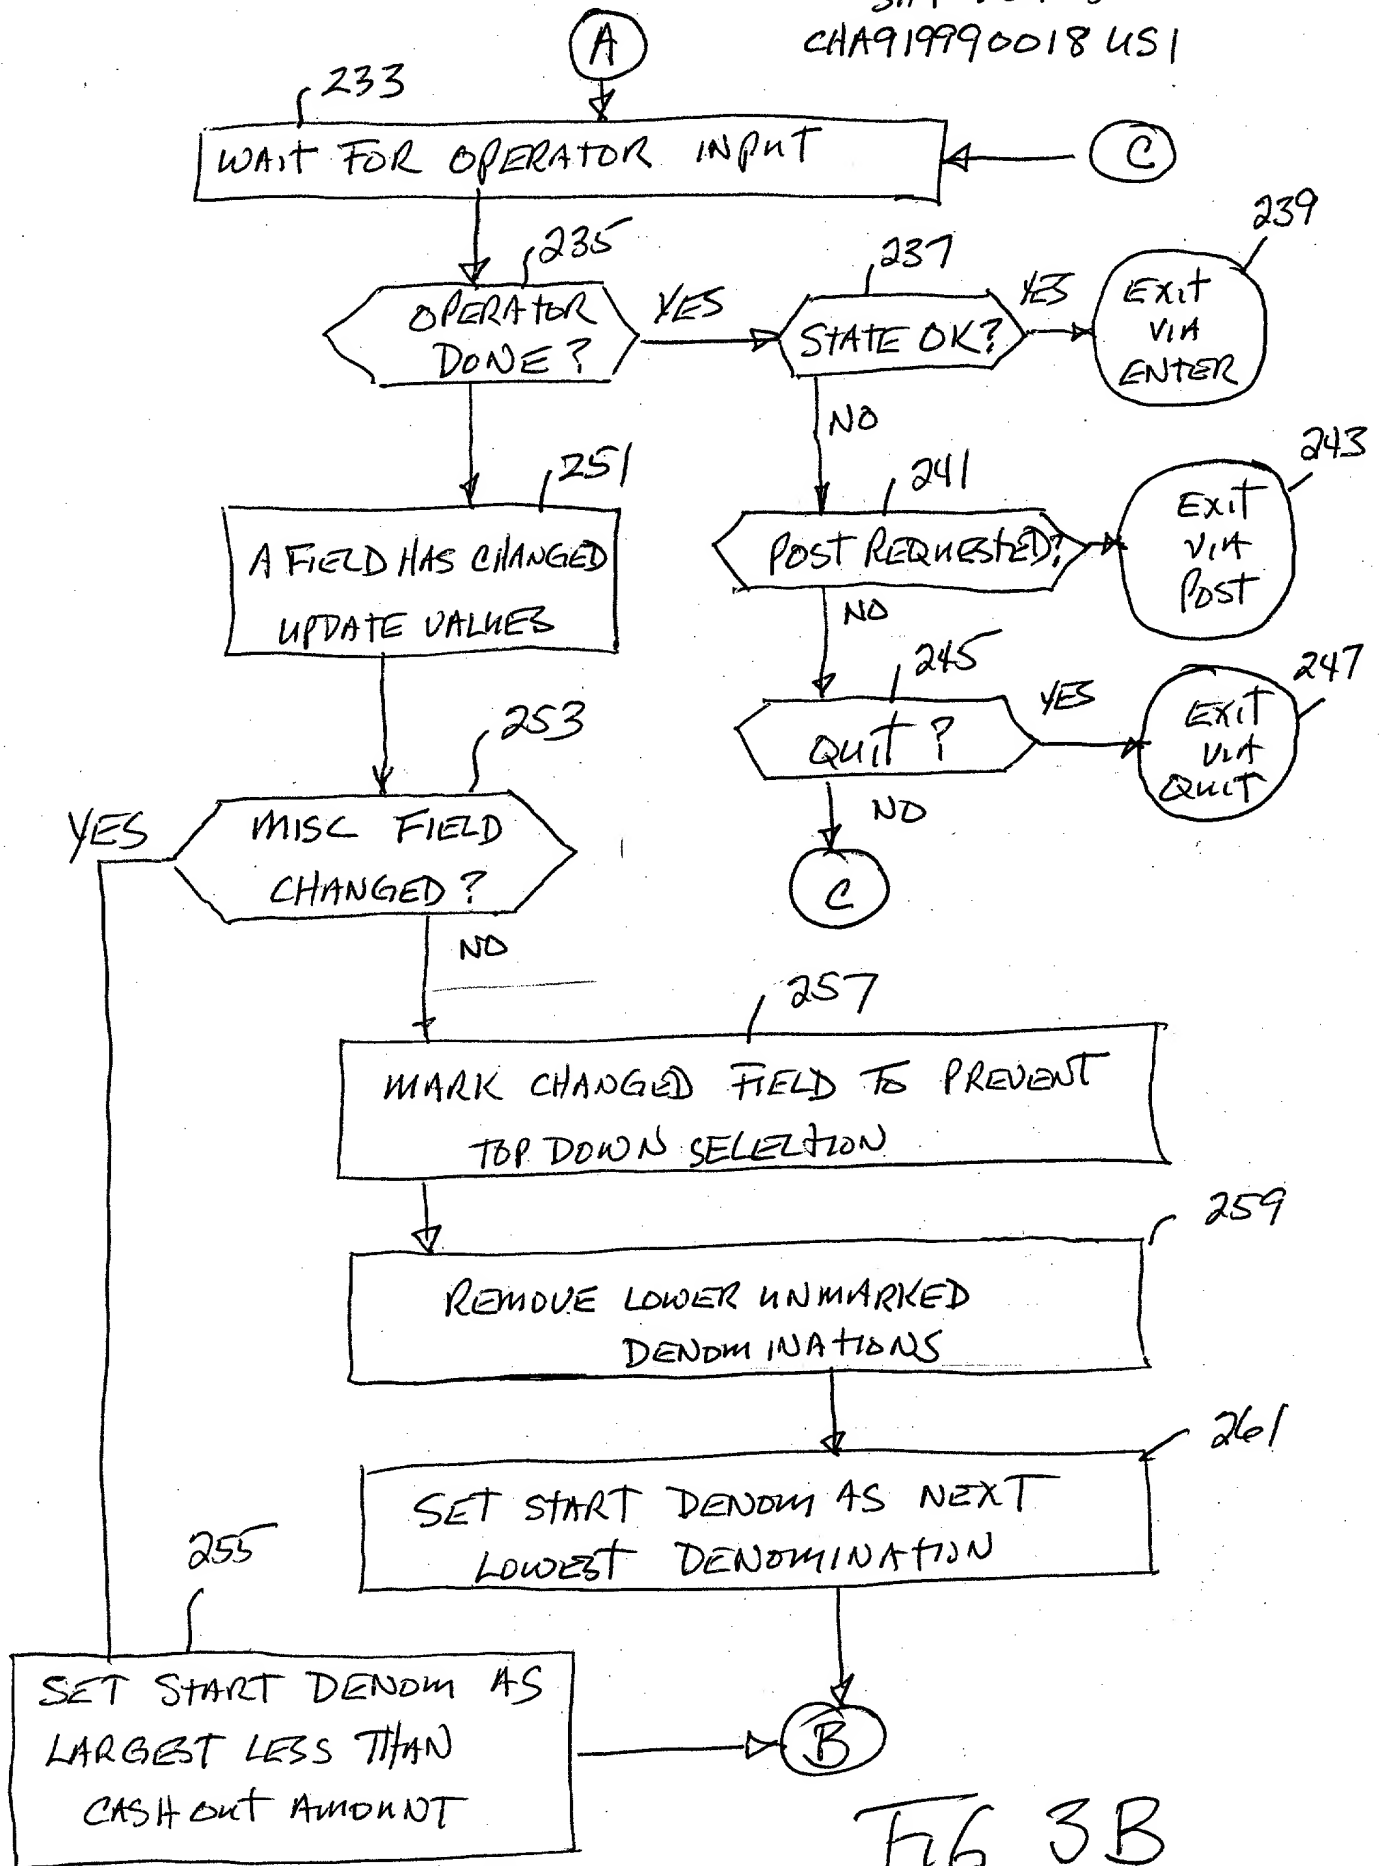 CHA919990018 US1
A
233
WAIT FOR OPERATOR INPUT
C
235
OPERATOR
DONE?
YES
237
STATE OK?
YES
239
EXIT
VIA
ENTER
NO
241
POST REQUESTED?
243
EXIT
VIA
POST
NO
245
QUIT?
YES
247
EXIT
VIA
QUIT
NO
C
251
A FIELD HAS CHANGED
UPDATE VALUES
253
MISC FIELD
CHANGED?
YES
NO
257
MARK CHANGED FIELD TO PREVENT
TOP DOWN SELECTION
259
REMOVE LOWER UNMARKED
DENOMINATIONS
261
SET START DENOM AS NEXT
LOWEST DENOMINATION
255
SET START DENOM AS
LARGEST LESS THAN
CASH OUT AMOUNT
B
FIG 3B